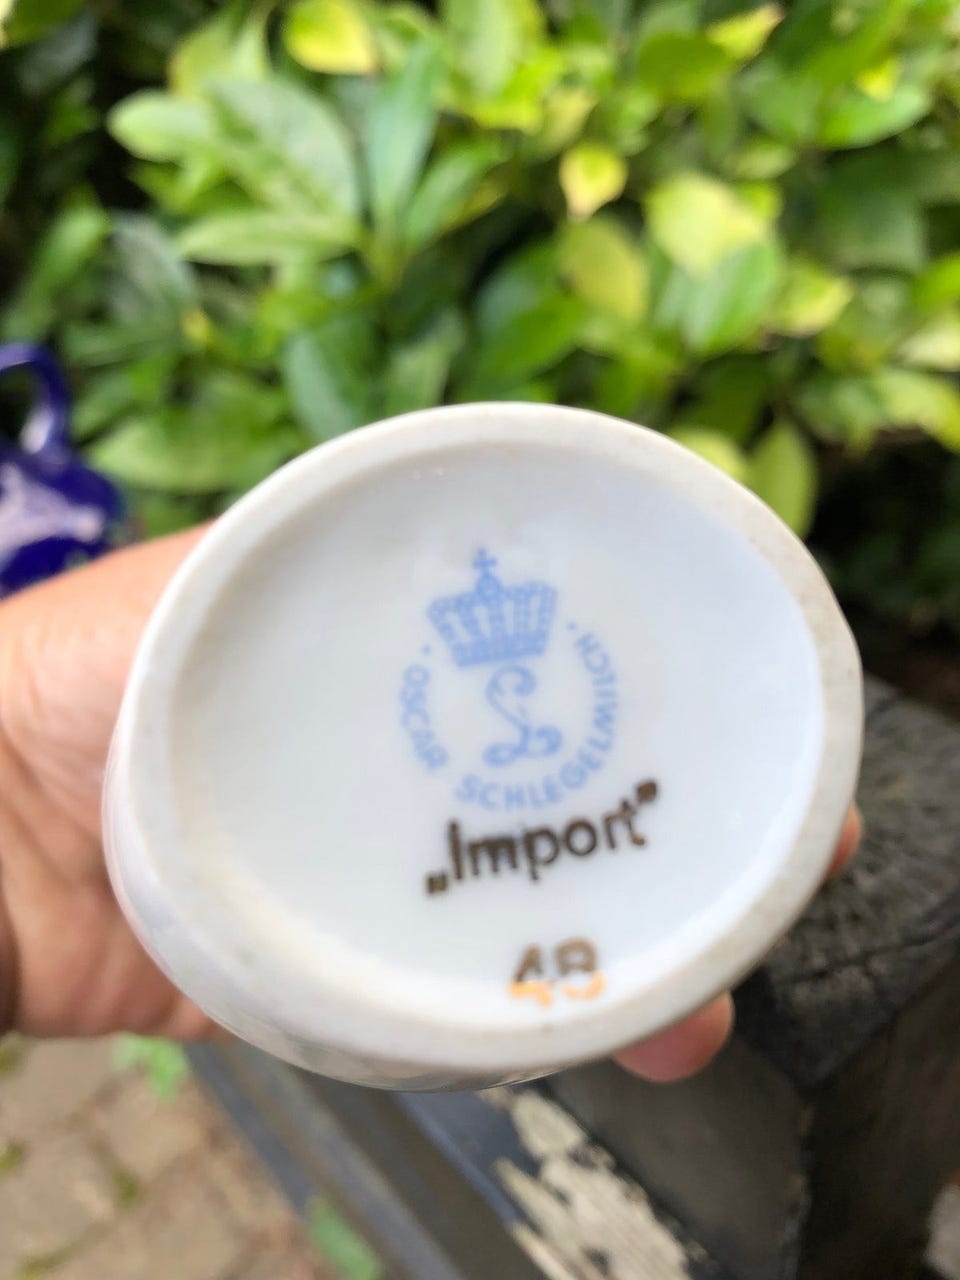 L
OSCAR SCHLEGELMILCH
„Import"
48